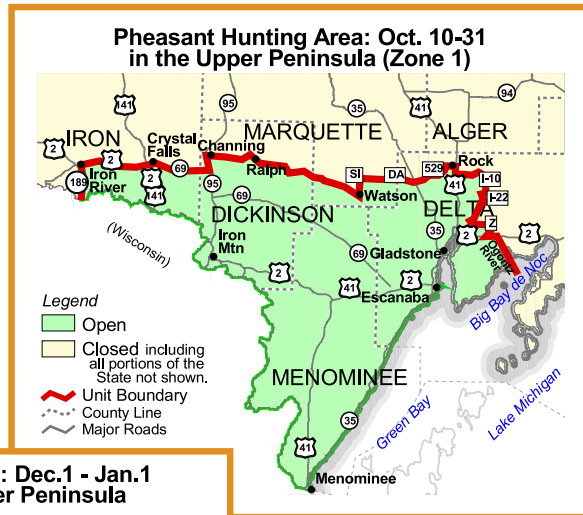 Pheasant Hunting Area: Oct. 10-31
in the Upper Peninsula (Zone 1)
41
95
35
94
41
MARQUETTE
ALGER
IRON
2
Crystal
Falls
Channing
2
69
Ralph
SI
DA
529
Rock
41
I-10
2
189
Iron
River
2
141
95
69
Watson
I-22
DICKINSON
DELTA
Z
2
2
(Wisconsin)
Iron
Mtn
69
35
Gladstone
Ogontz
River
2
41
2
Escanaba
Big Bay de Noc
Legend
Open
Closed including
all portions of the
State not shown.
Unit Boundary
County Line
Major Roads
MENOMINEE
35
Green Bay
Lake Michigan
41
Menominee
: Dec.1 - Jan.1
er Peninsula